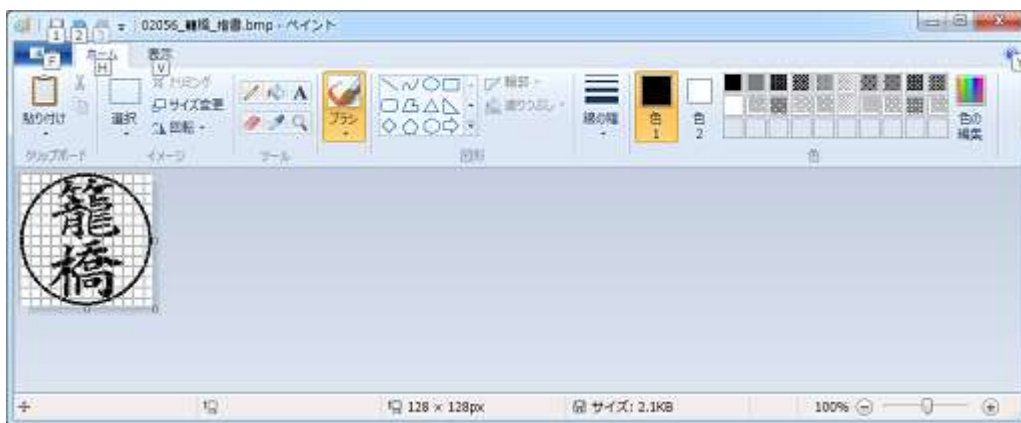 02056_籠橋_楷書.bmp - ペイント
1 2 3
F ホーム 表示
H V Y
貼り付け 選択 トリミング サイズ変更 回転 A ブラシ 輪郭 塗りつぶし 線の幅 色1 色2 色の編集
クリップボード イメージ ツール 図形 色
籠
橋
128 × 128px サイズ: 2.1KB 100%